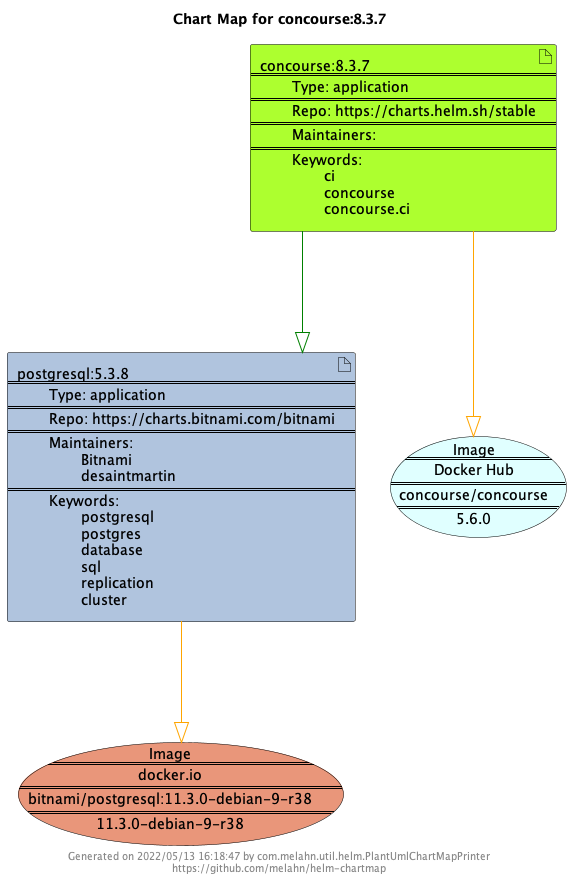 Chart Map for concourse:8.3.7
concourse:8.3.7
Type: application
Repo: https://charts.helm.sh/stable
Maintainers:
Keywords:
ci
concourse
concourse.ci
postgresql:5.3.8
Type: application
Repo: https://charts.bitnami.com/bitnami
Maintainers:
Bitnami
desaintmartin
Keywords:
postgresql
postgres
database
sql
replication
cluster
Image
Docker Hub
concourse/concourse
5.6.0
Image
docker.io
bitnami/postgresql:11.3.0-debian-9-r38
11.3.0-debian-9-r38
Generated on 2022/05/13 16:18:47 by com.melahn.util.helm.PlantUmlChartMapPrinter
https://github.com/melahn/helm-chartmap